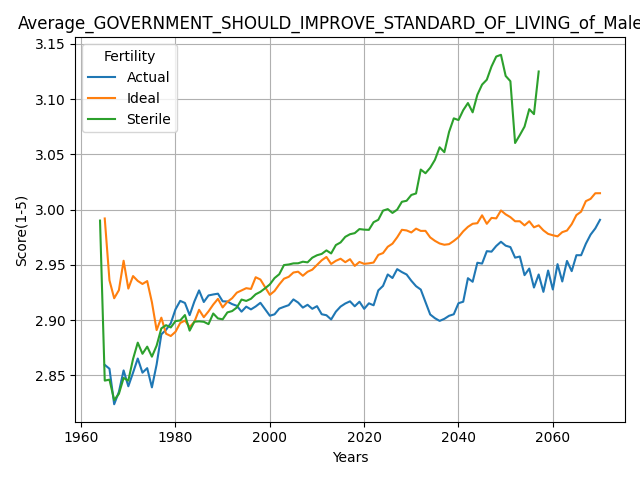 Average_GOVERNMENT_SHOULD_IMPROVE_STANDARD_OF_LIVING_of_Male
3.15
3.10
3.05
3.00
2.95
2.90
2.85
Score(1-5)
Fertility
Actual
Ideal
Sterile
1960
1980
2000
2020
2040
2060
Years